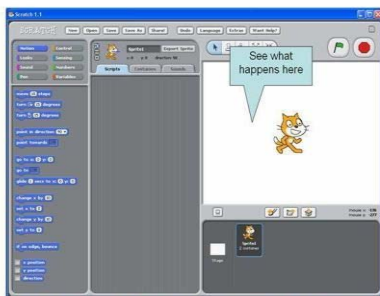 Scratch 1.1
SCRATCH
New
Open
Save
Save As
Share!
Undo
Language
Extras
Want Help?
Motion
Control
Looks
Sensing
Sound
Numbers
Pen
Variables
Sprite1
Export Sprite
Scripts
Costumes
Sounds
See what
happens here
move 10 steps
turn 15 degrees
turn 15 degrees
point in direction 90
point towards
go to x: 0 y: 0
go to
glide 1 secs to x: 0 y: 0
change x by 10
set x to 0
change y by 10
set y to 0
if on edge, bounce
x position
y position
direction
Sprite1
Stage